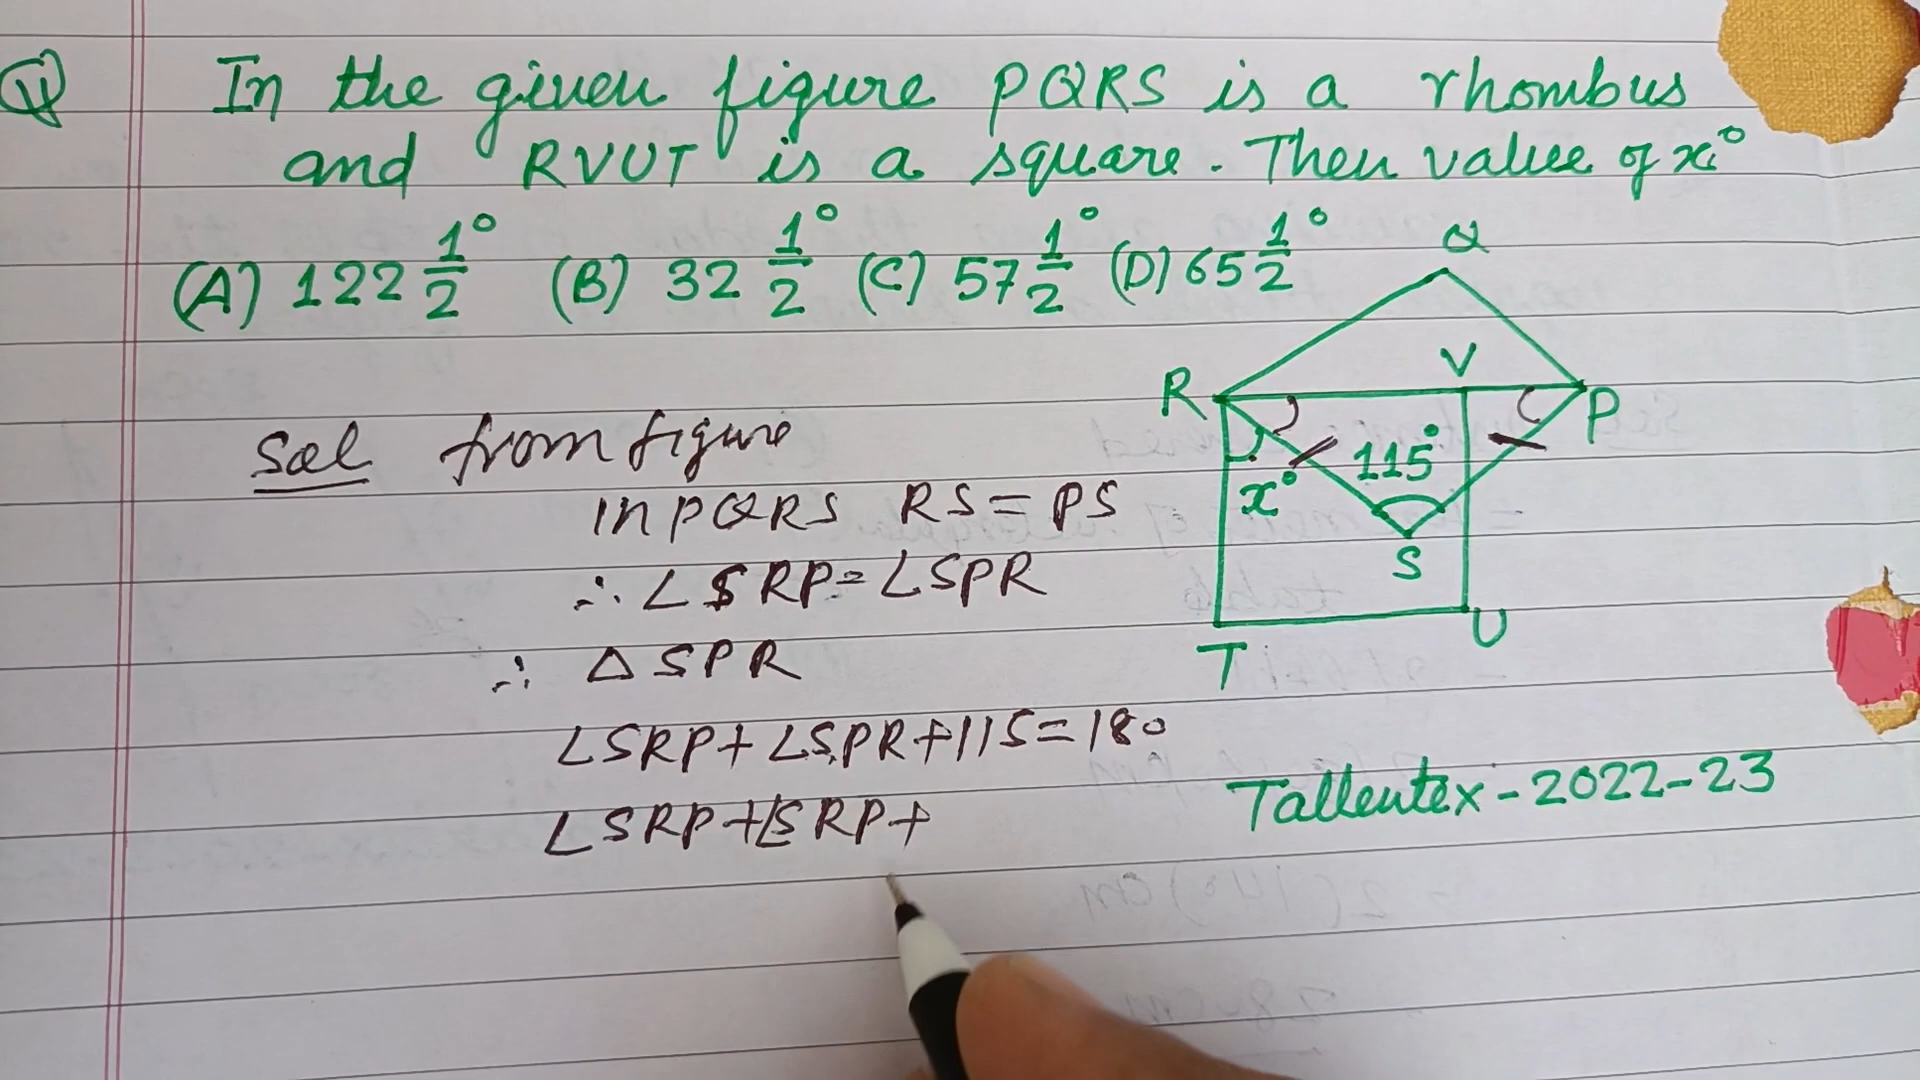 Q In the given figure PQRS is a rhombus
and RVUT is a square. Then value of x°
(A) 122 1/2° (B) 32 1/2° (C) 57 1/2° (D) 65 1/2°
Q
R V P
115°
x°
S
T U
Sol from figure
in PQRS RS = PS
∴ ∠SRP = ∠SPR
∴ △SPR
∠SRP + ∠SPR + 115 = 180
∠SRP + ∠SRP +
Tallentex - 2022-23